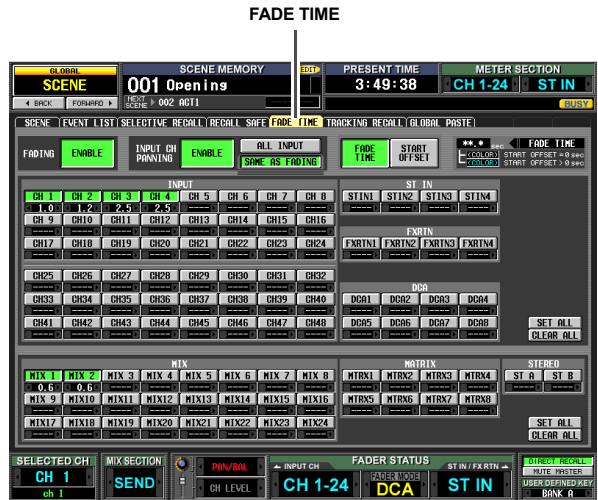 FADE TIME
GLOBAL SCENE MEMORY EDIT PRESENT TIME METER SECTION
SCENE 001 Opening 3:49:38 CH 1-24 ST IN
BACK FORWARD NEXT SCENE 002 ACT1 BUSY
SCENE EVENT LIST SELECTIVE RECALL RECALL SAFE FADE TIME TRACKING RECALL GLOBAL PASTE
FADING ENABLE INPUT CH PANNING ENABLE ALL INPUT SAME AS FADING FADE TIME START OFFSET
**.* sec FADE TIME
(COLOR) START OFFSET=0sec
(COLOR) START OFFSET>0sec
INPUT
CH 1 CH 2 CH 3 CH 4 CH 5 CH 6 CH 7 CH 8
1.0 1.2 2.5 2.5 ---- ---- ---- ----
CH 9 CH10 CH11 CH12 CH13 CH14 CH15 CH16
---- ---- ---- ---- ---- ---- ---- ----
CH17 CH18 CH19 CH20 CH21 CH22 CH23 CH24
---- ---- ---- ---- ---- ---- ---- ----
CH25 CH26 CH27 CH28 CH29 CH30 CH31 CH32
---- ---- ---- ---- ---- ---- ---- ----
CH33 CH34 CH35 CH36 CH37 CH38 CH39 CH40
---- ---- ---- ---- ---- ---- ---- ----
CH41 CH42 CH43 CH44 CH45 CH46 CH47 CH48
---- ---- ---- ---- ---- ---- ---- ----
ST IN
STIN1 STIN2 STIN3 STIN4
---- ---- ---- ----
FXRTN
FXRTN1 FXRTN2 FXRTN3 FXRTN4
---- ---- ---- ----
DCA
DCA1 DCA2 DCA3 DCA4
---- ---- ---- ----
DCA5 DCA6 DCA7 DCA8
---- ---- ---- ----
SET ALL
CLEAR ALL
MIX
MIX 1 MIX 2 MIX 3 MIX 4 MIX 5 MIX 6 MIX 7 MIX 8
0.6 0.6 ---- ---- ---- ---- ---- ----
MIX 9 MIX10 MIX11 MIX12 MIX13 MIX14 MIX15 MIX16
---- ---- ---- ---- ---- ---- ---- ----
MIX17 MIX18 MIX19 MIX20 MIX21 MIX22 MIX23 MIX24
---- ---- ---- ---- ---- ---- ---- ----
MATRIX
MTRX1 MTRX2 MTRX3 MTRX4
---- ---- ---- ----
MTRX5 MTRX6 MTRX7 MTRX8
---- ---- ---- ----
STEREO
ST A ST B
---- ----
SET ALL
CLEAR ALL
SELECTED CH MIX SECTION PAN/BAL INPUT CH FADER STATUS ST IN / FX RTN DIRECT RECALL
MUTE MASTER
CH 1 SEND CH LEVEL CH 1-24 FADER MODE DCA ST IN USER DEFINED KEY
ch 1 BANK A